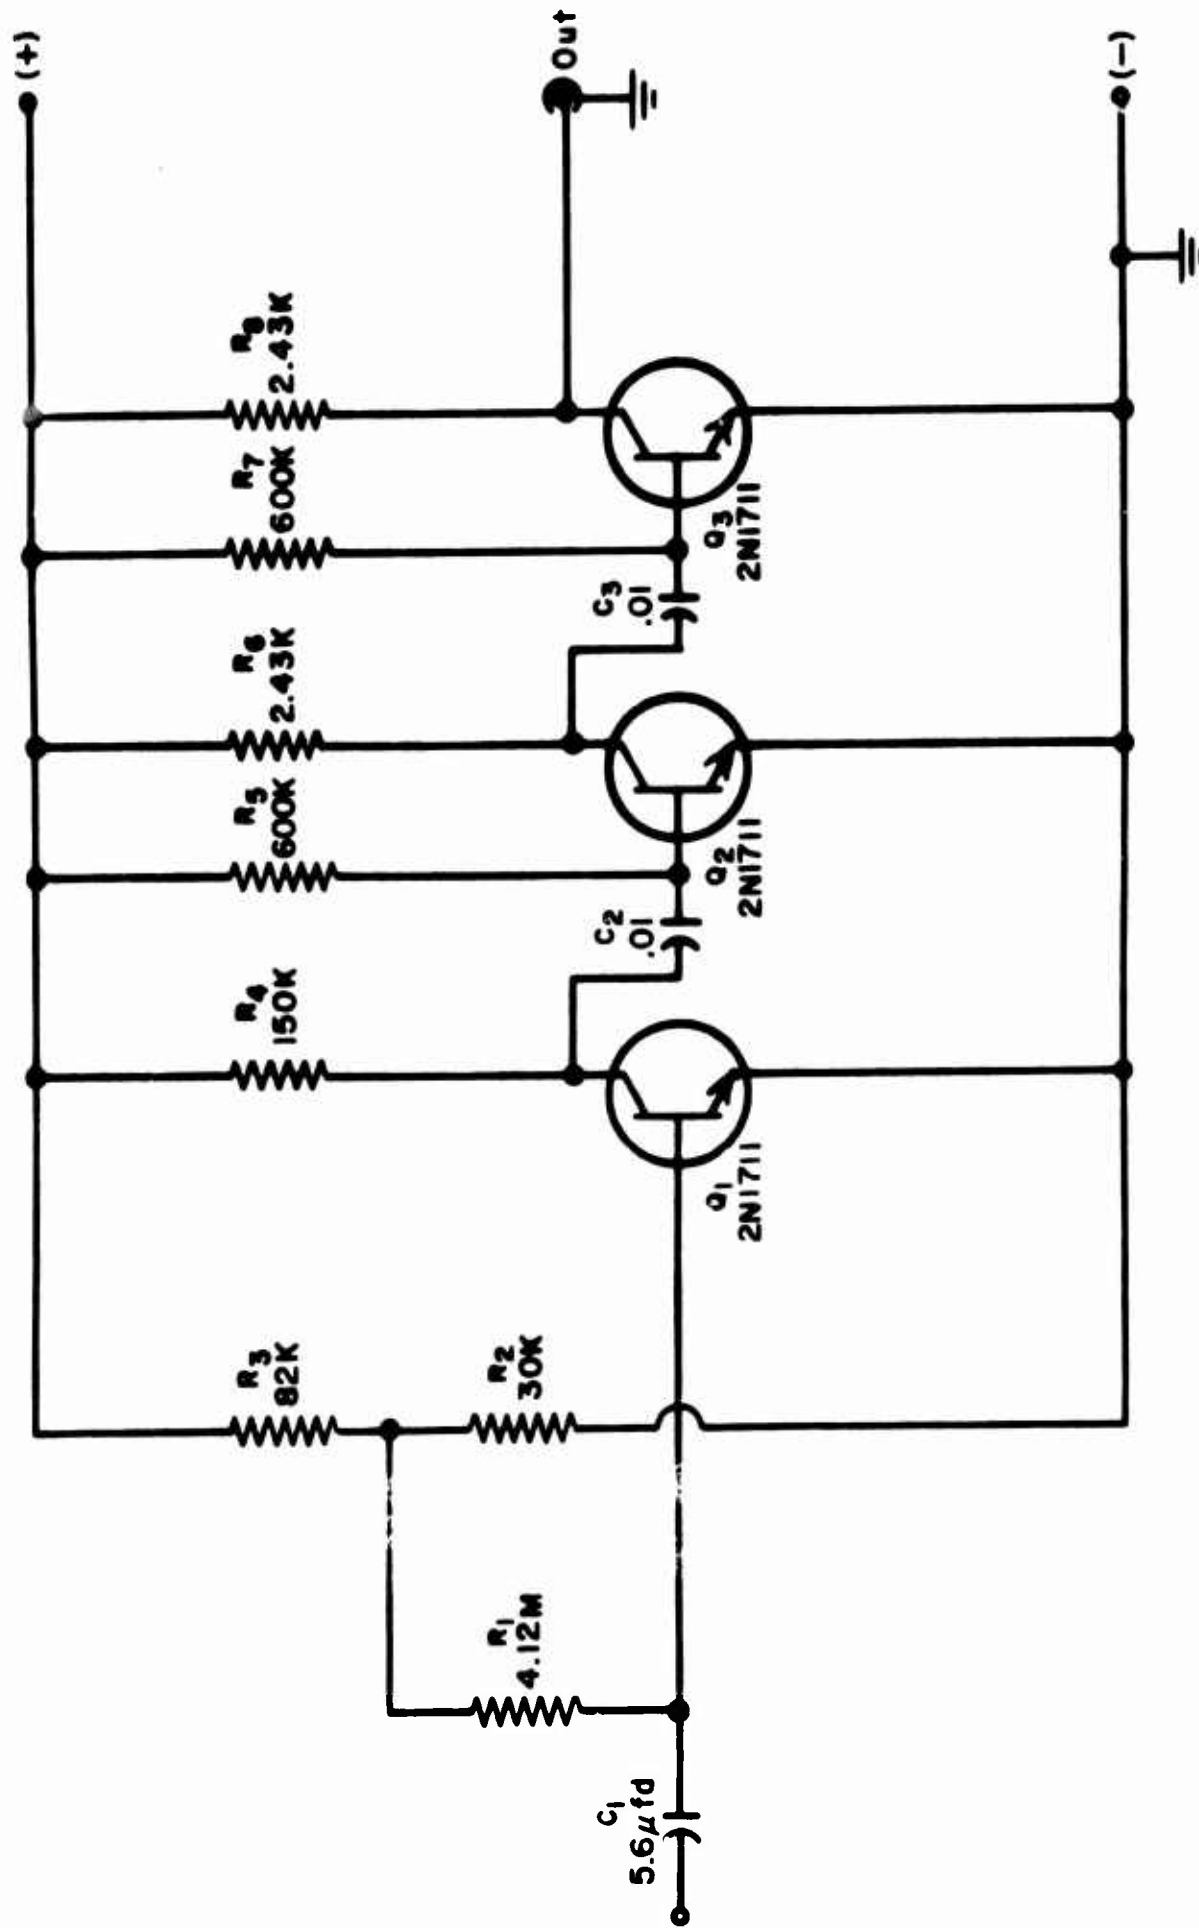 (+)
R3
82K
R4
150K
R5
600K
R6
2.43K
R7
600K
R8
2.43K
R1
4.12M
R2
30K
Out
C1
5.6μfd
C2
.01
C3
.01
Q1
2N1711
Q2
2N1711
Q3
2N1711
(-)